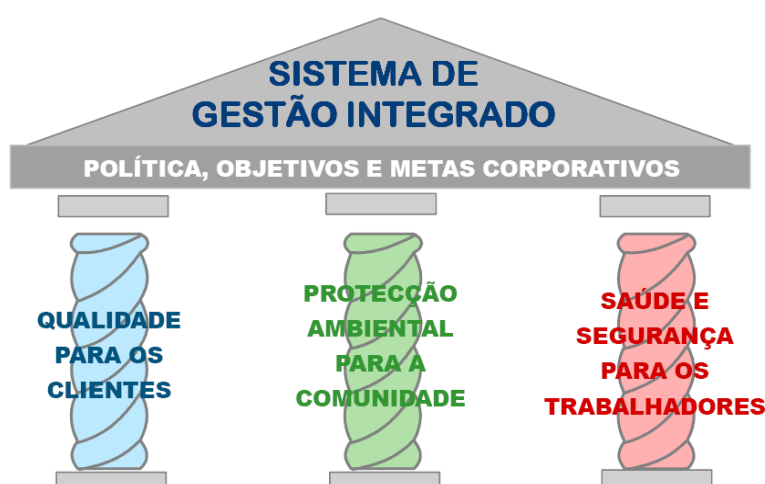 SISTEMA DE
GESTÃO INTEGRADO
POLÍTICA, OBJETIVOS E METAS CORPORATIVOS
QUALIDADE
PARA OS
CLIENTES
PROTECÇÃO
AMBIENTAL
PARA A
COMUNIDADE
SAÚDE E
SEGURANÇA
PARA OS
TRABALHADORES